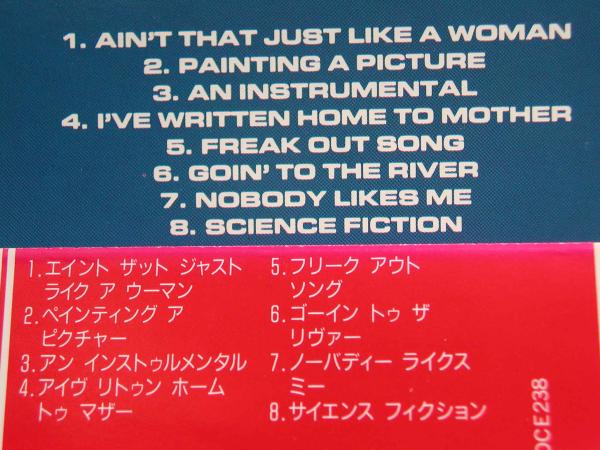 1. AIN'T THAT JUST LIKE A WOMAN
2. PAINTING A PICTURE
3. AN INSTRUMENTAL
4. I'VE WRITTEN HOME TO MOTHER
5. FREAK OUT SONG
6. GOIN' TO THE RIVER
7. NOBODY LIKES ME
8. SCIENCE FICTION
1.エイント ザット ジャスト
ライク ア ウーマン
2.ペインティング ア
ピクチャー
3.アン インストゥルメンタル
4.アイヴ リトゥン ホーム
トゥ マザー
5.フリーク アウト
ソング
6.ゴーイン トゥ ザ
リヴァー
7.ノーバディー ライクス
ミー
8.サイエンス フィクション
OCE238